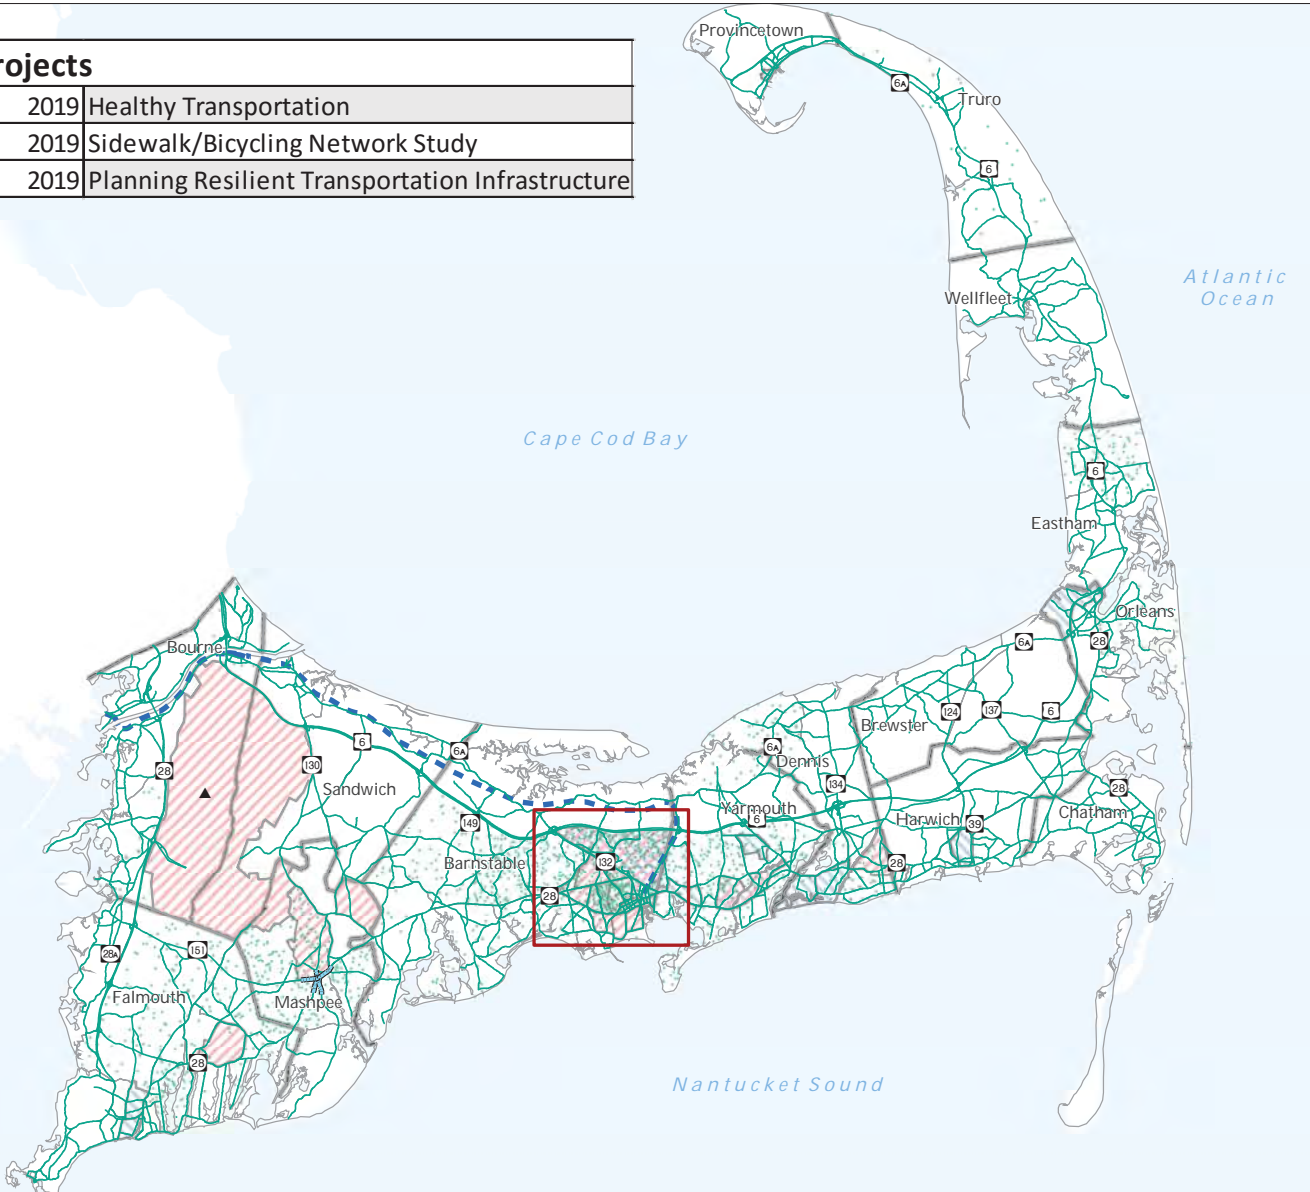 rojects
2019 Healthy Transportation
2019 Sidewalk/Bicycling Network Study
2019 Planning Resilient Transportation Infrastructure
Provincetown
6A
Truro
6
Atlantic
Ocean
Wellfleet
Cape Cod Bay
6
Eastham
Orleans
Bourne
6A
28
124
137
6
Brewster
6
6A
6A
Dennis
28
130
134
28
Sandwich
Yarmouth
6
Chatham
149
Harwich
39
Barnstable
132
28
28
28A
151
Falmouth
Mashpee
28
Nantucket Sound